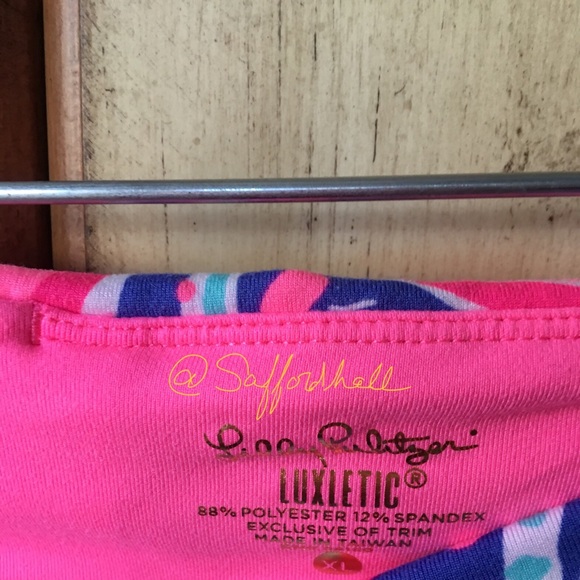 @Saffordhall
Lilly Pulitzer
LUXLETIC®
88% POLYESTER 12% SPANDEX
EXCLUSIVE OF TRIM
MADE IN TAIWAN
XL